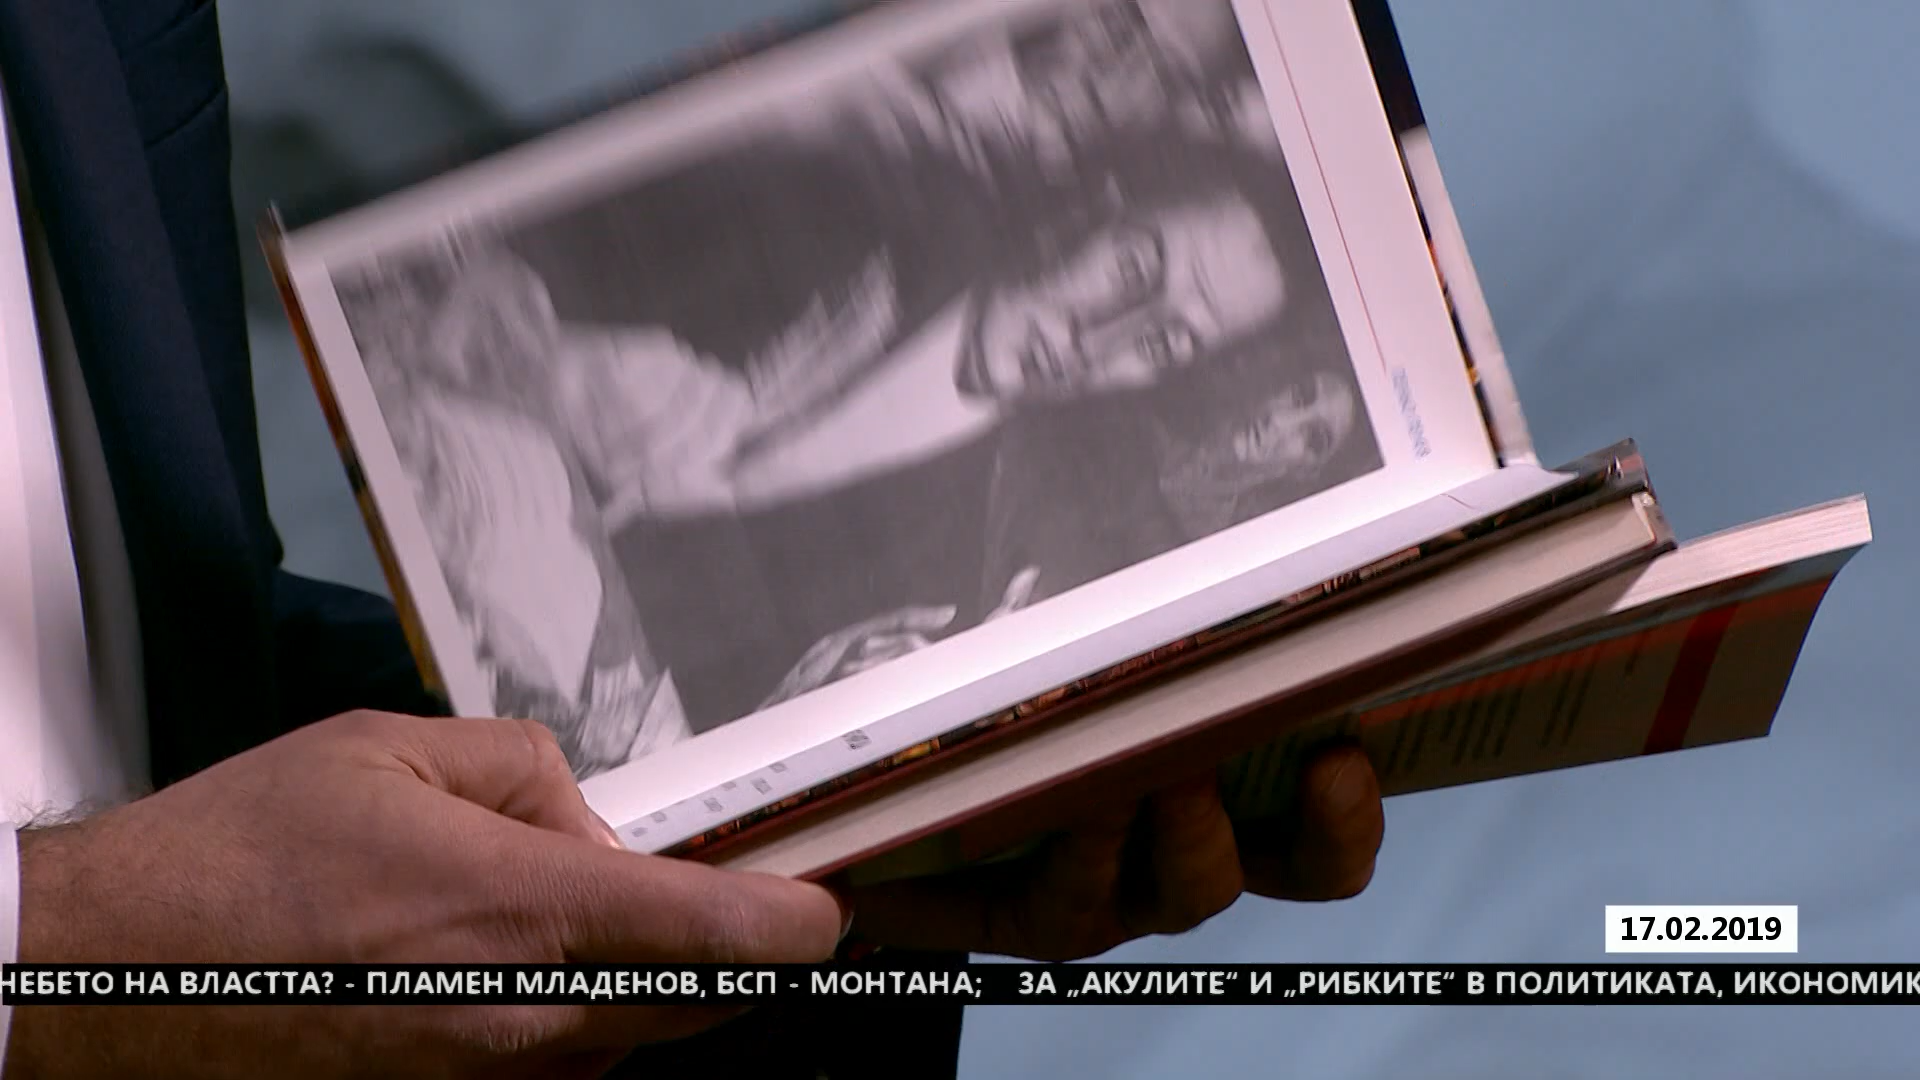 17.02.2019
НЕБЕТО НА ВЛАСТТА? - ПЛАМЕН МЛАДЕНОВ, БСП - МОНТАНА; ЗА „АКУЛИТЕ“ И „РИБКИТЕ“ В ПОЛИТИКАТА, ИКОНОМИК